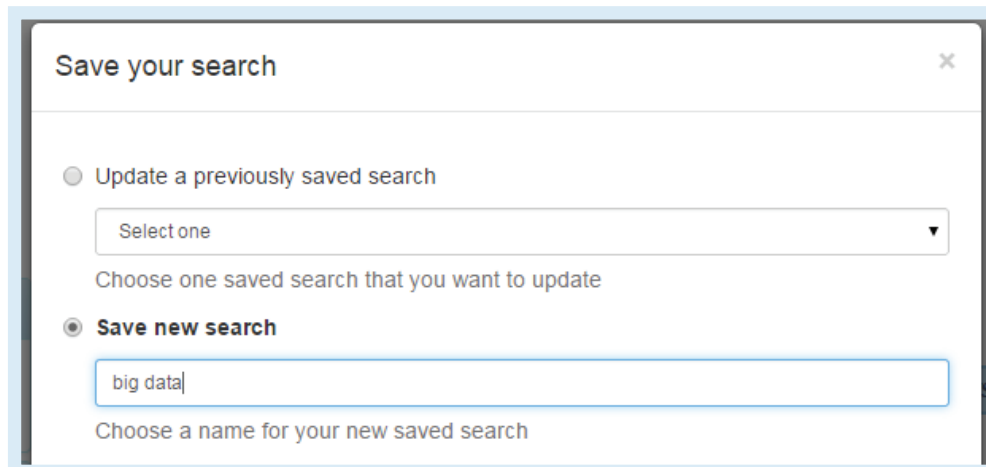 Save your search
×
Update a previously saved search
Select one
Choose one saved search that you want to update
Save new search
big data
Choose a name for your new saved search